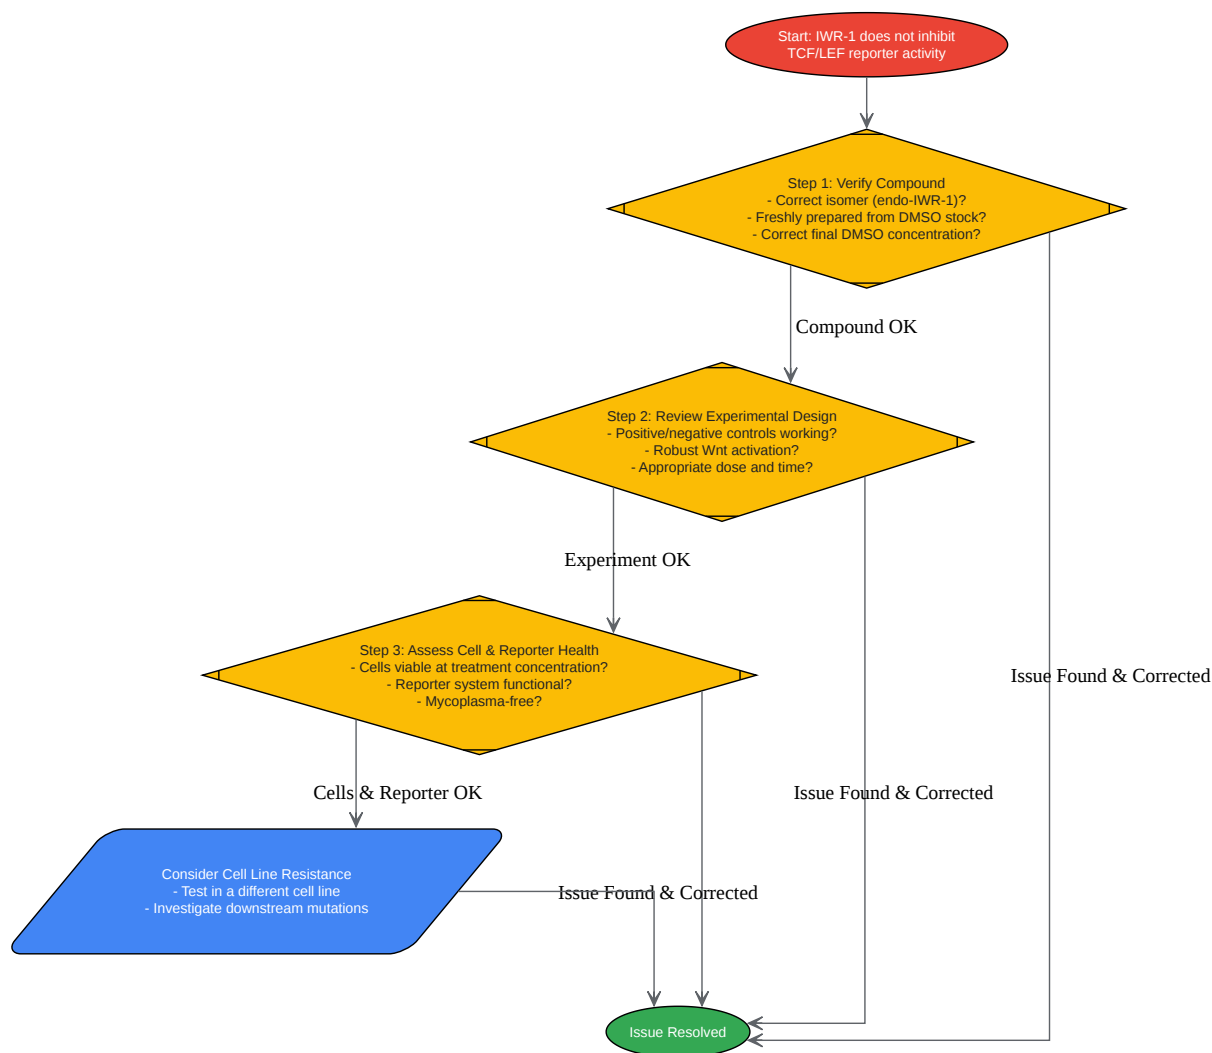 Start: IWR-1 does not inhibit
TCF/LEF reporter activity
Step 1: Verify Compound
- Correct isomer (endo-IWR-1)?
- Freshly prepared from DMSO stock?
- Correct final DMSO concentration?
Compound OK
Step 2: Review Experimental Design
- Positive/negative controls working?
- Robust Wnt activation?
- Appropriate dose and time?
Experiment OK
Step 3: Assess Cell & Reporter Health
- Cells viable at treatment concentration?
- Reporter system functional?
- Mycoplasma-free?
Issue Found & Corrected
Cells & Reporter OK
Issue Found & Corrected
Consider Cell Line Resistance
- Test in a different cell line
- Investigate downstream mutations
Issue Found & Corrected
Issue Resolved